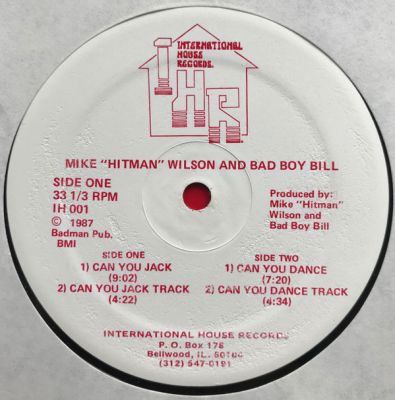 INTERNATIONAL
HOUSE
RECORDS.
IHR
MIKE "HITMAN" WILSON AND BAD BOY BILL
SIDE ONE
33 1/3 RPM
IH 001
© 1987
Badman Pub.
BMI
Produced by:
Mike "Hitman"
Wilson and
Bad Boy Bill
SIDE ONE
1) CAN YOU JACK
(9:02)
2) CAN YOU JACK TRACK
(4:22)
SIDE TWO
1) CAN YOU DANCE
(7:20)
2) CAN YOU DANCE TRACK
(4:34)
INTERNATIONAL HOUSE RECORDS
P.O. Box 176
Bellwood, IL. 60104
(312) 547-0191